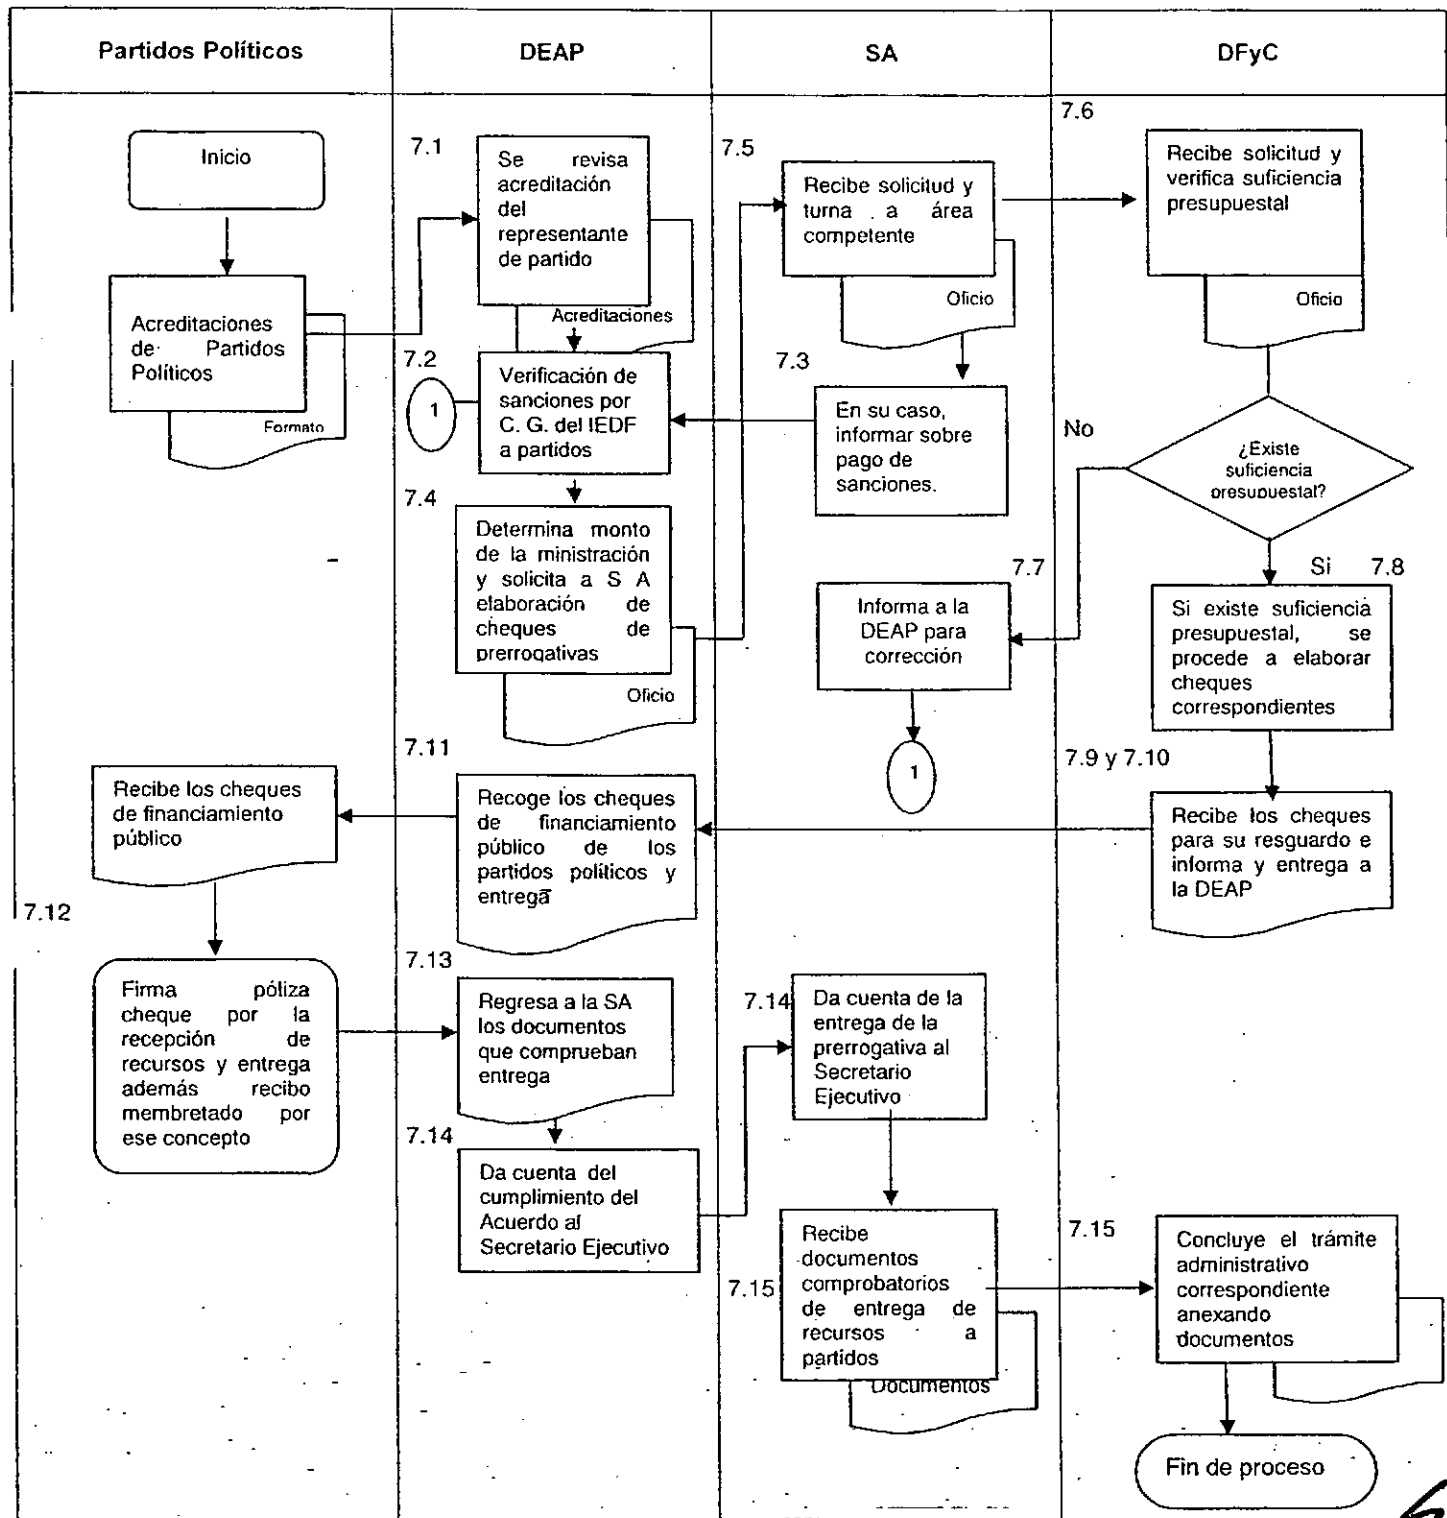 Partidos Políticos
DEAP
SA
DFyC
Inicio
Acreditaciones
de Partidos
Políticos
Formato
7.1
Se revisa
acreditación
del
representante
de partido
Acreditaciones
7.2
1
Verificación de
sanciones por
C. G. del IEDF
a partidos
7.3
En su caso,
informar sobre
pago de
sanciones.
7.4
Determina monto
de la ministración
y solicita a S A
elaboración de
cheques de
prerrogativas
Oficio
7.5
Recibe solicitud y
turna a área
competente
Oficio
7.6
Recibe solicitud y
verifica suficiencia
presupuestal
Oficio
¿Existe
suficiencia
presupuestal?
No
7.7
Informa a la
DEAP para
corrección
1
Si 7.8
Si existe suficiencia
presupuestal, se
procede a elaborar
cheques
correspondientes
7.9 y 7.10
Recibe los cheques
para su resguardo e
informa y entrega a
la DEAP
7.11
Recoge los cheques
de financiamiento
público de los
partidos políticos y
entrega
Recibe los cheques
de financiamiento
público
7.12
Firma póliza
cheque por la
recepción de
recursos y entrega
además recibo
membretado por
ese concepto
7.13
Regresa a la SA
los documentos
que comprueban
entrega
7.14
Da cuenta del
cumplimiento del
Acuerdo al
Secretario Ejecutivo
7.14
Da cuenta de la
entrega de la
prerrogativa al
Secretario
Ejecutivo
7.15
Recibe
documentos
comprobatorios
de entrega de
recursos a
partidos
Documentos
7.15
Concluye el trámite
administrativo
correspondiente
anexando
documentos
Fin de proceso